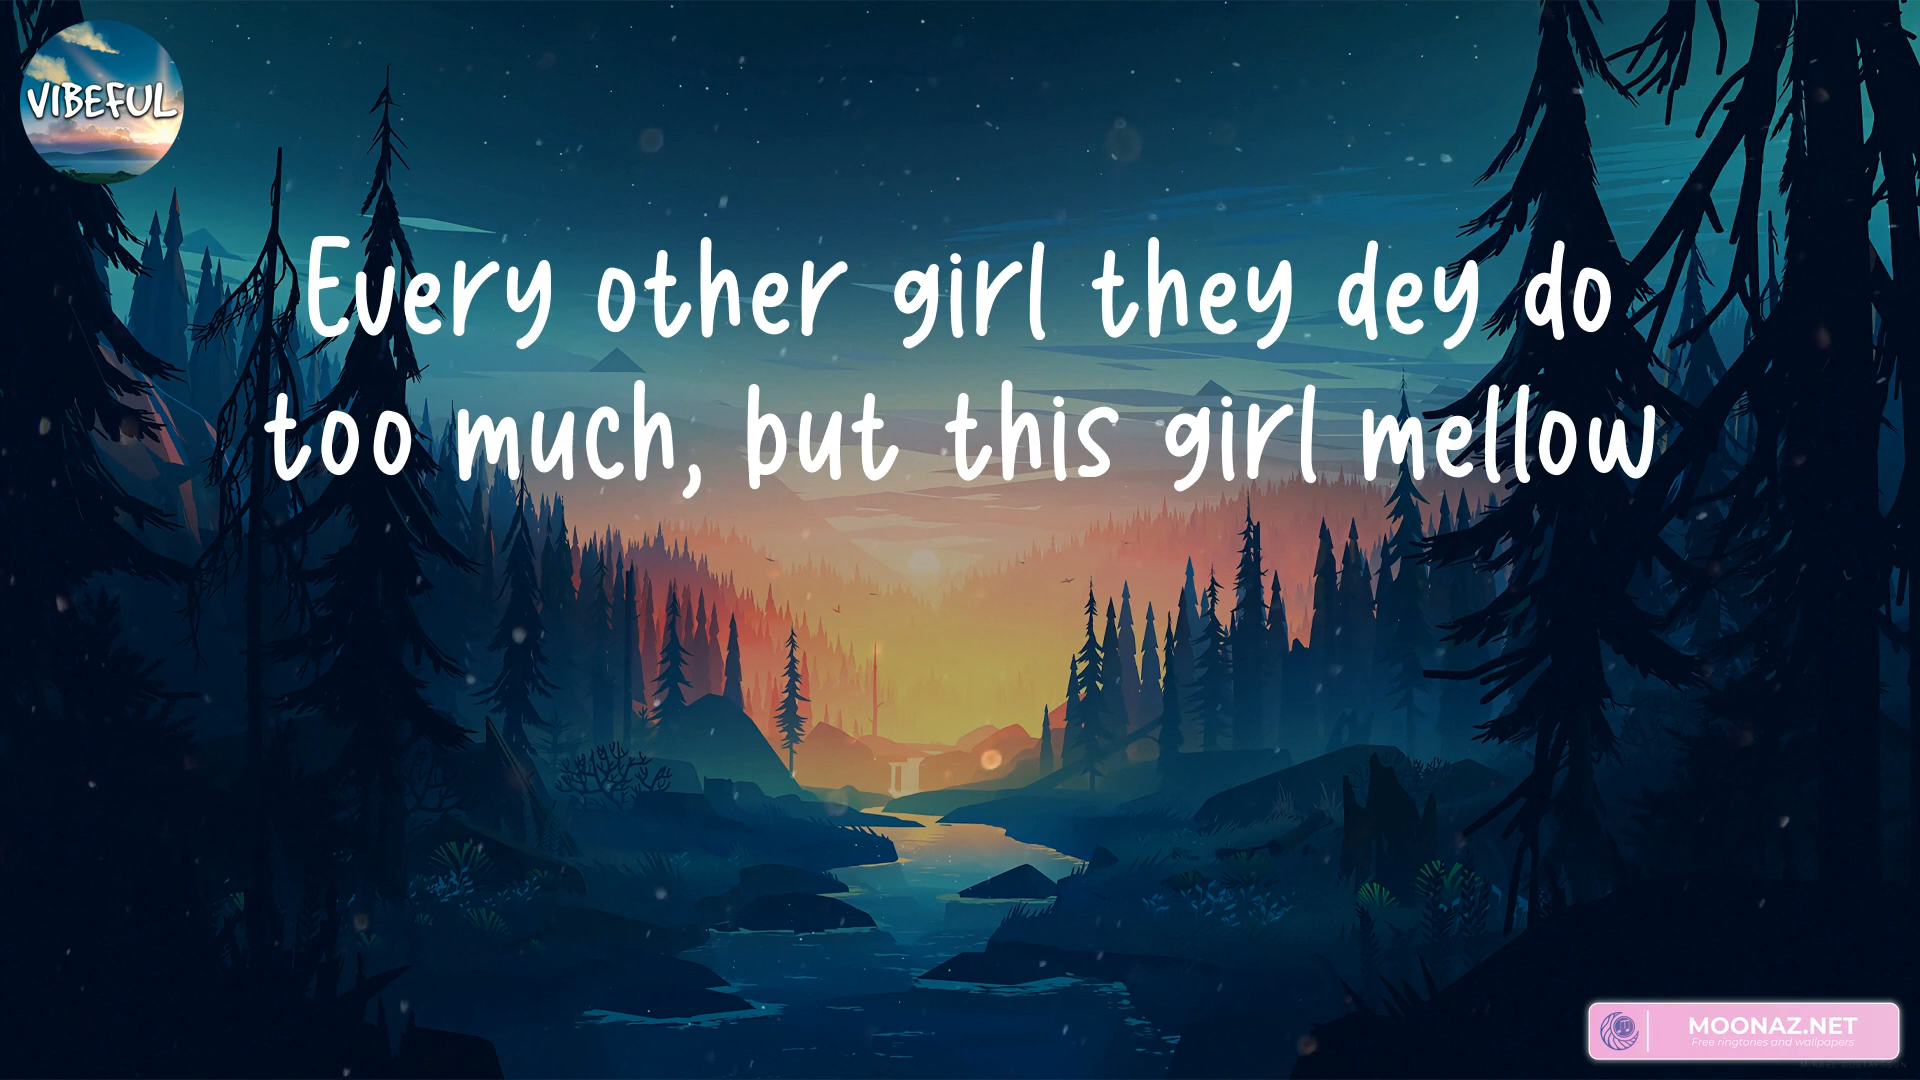 VIBEFUL
Every other girl they dey do
too much, but this girl mellow
MOONAZ.NET
Free ringtones and wallpapers